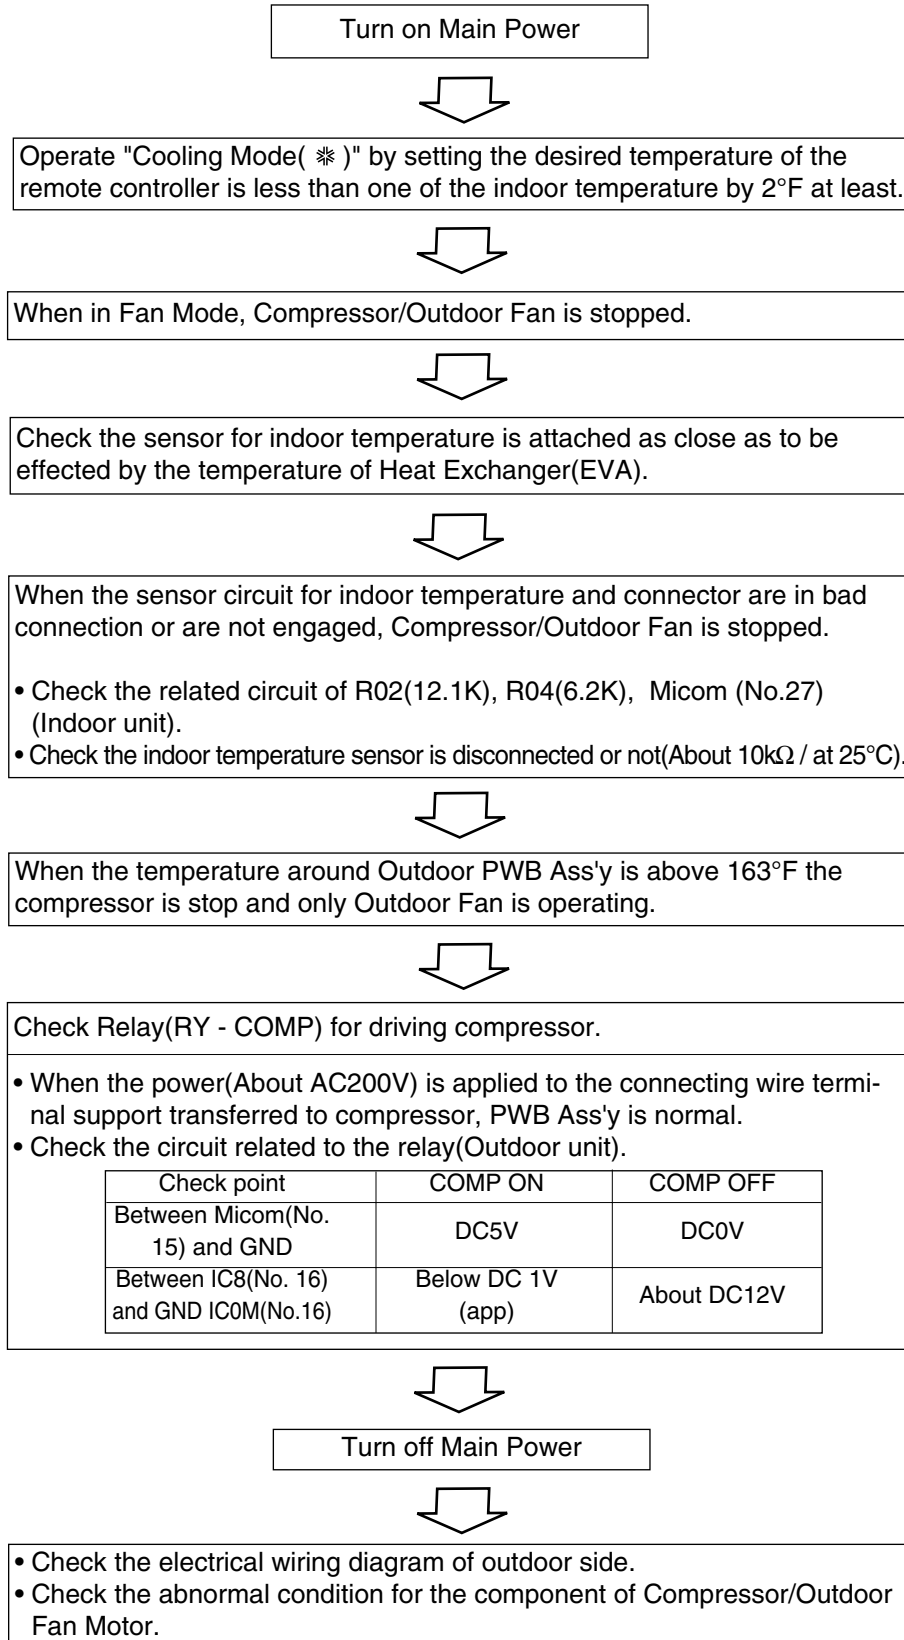 Turn on Main Power
Operate "Cooling Mode( ❄ )" by setting the desired temperature of the
remote controller is less than one of the indoor temperature by 2°F at least.
When in Fan Mode, Compressor/Outdoor Fan is stopped.
Check the sensor for indoor temperature is attached as close as to be
effected by the temperature of Heat Exchanger(EVA).
When the sensor circuit for indoor temperature and connector are in bad
connection or are not engaged, Compressor/Outdoor Fan is stopped.
• Check the related circuit of R02(12.1K), R04(6.2K), Micom (No.27)
(Indoor unit).
• Check the indoor temperature sensor is disconnected or not(About 10kΩ / at 25°C).
When the temperature around Outdoor PWB Ass'y is above 163°F the
compressor is stop and only Outdoor Fan is operating.
Check Relay(RY - COMP) for driving compressor.
• When the power(About AC200V) is applied to the connecting wire termi-
nal support transferred to compressor, PWB Ass'y is normal.
• Check the circuit related to the relay(Outdoor unit).
Check point COMP ON COMP OFF
Between Micom(No.
15) and GND DC5V DC0V
Between IC8(No. 16) Below DC 1V
and GND IC0M(No.16) (app) About DC12V
Turn off Main Power
• Check the electrical wiring diagram of outdoor side.
• Check the abnormal condition for the component of Compressor/Outdoor
Fan Motor.